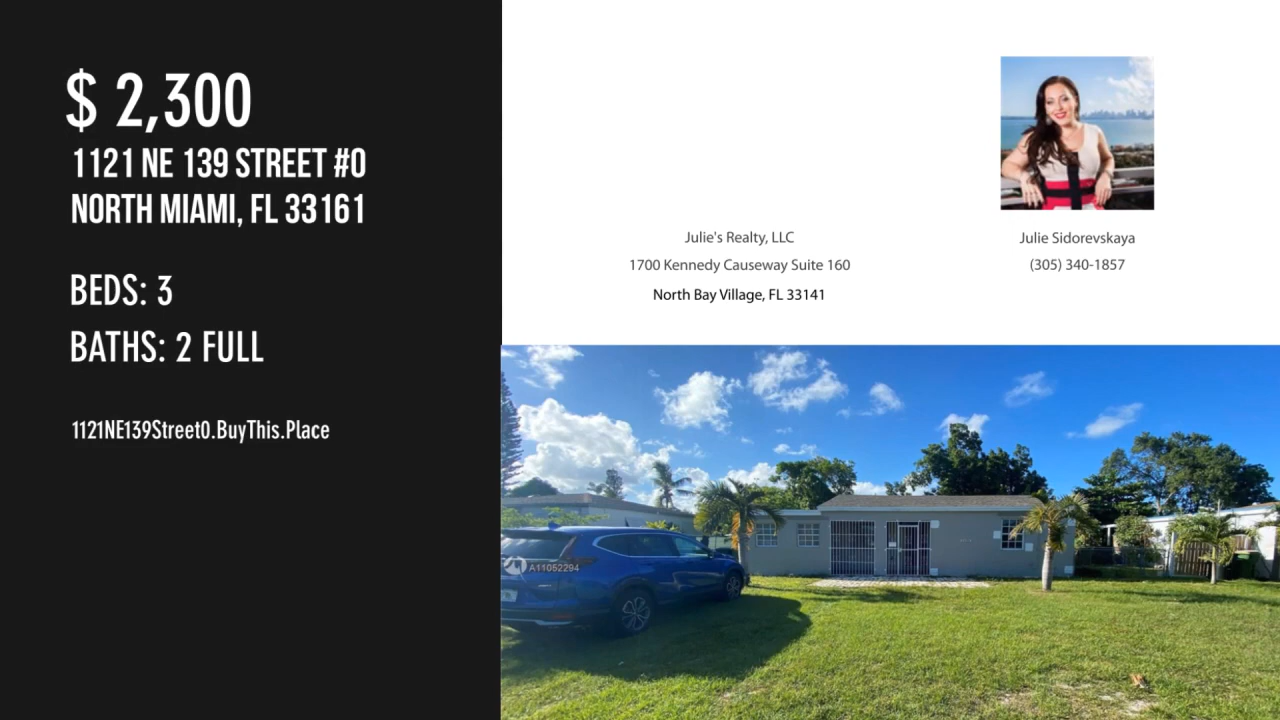 $ 2,300
1121 NE 139 STREET #0
NORTH MIAMI, FL 33161
BEDS: 3
BATHS: 2 FULL
1121NE139Street0.BuyThis.Place
Julie's Realty, LLC
1700 Kennedy Causeway Suite 160
North Bay Village, FL 33141
Julie Sidorevskaya
(305) 340-1857
A11052294